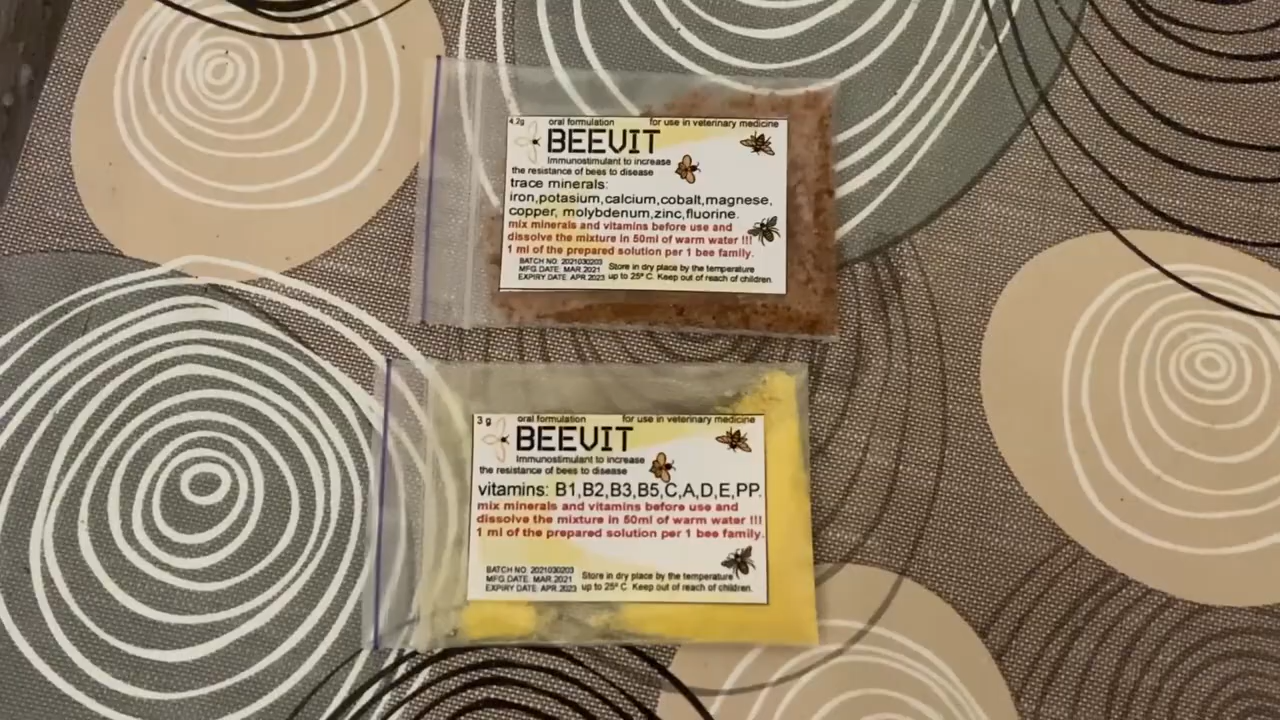 4,2g oral formulation for use in veterinary medicine
BEEVIT
Immunostimulant to increase
the resistance of bees to disease
trace minerals:
iron,potasium,calcium,cobalt,magnese,
copper, molybdenum,zinc,fluorine.
mix minerals and vitamins before use and
dissolve the mixture in 50ml of warm water !!!
1 ml of the prepared solution per 1 bee family.
BATCH NO: 2021030203
MFG.DATE: MAR.2021
EXPIRY DATE: APR.2023
Store in dry place by the temperature
up to 25º C. Keep out of reach of children.
3 g oral formulation for use in veterinary medicine
BEEVIT
Immunostimulant to increase
the resistance of bees to disease
vitamins: B1,B2,B3,B5,C,A,D,E,PP.
mix minerals and vitamins before use and
dissolve the mixture in 50ml of warm water !!!
1 ml of the prepared solution per 1 bee family.
BATCH NO: 2021030203
MFG.DATE: MAR.2021
EXPIRY DATE: APR.2023
Store in dry place by the temperature
up to 25º C. Keep out of reach of children.